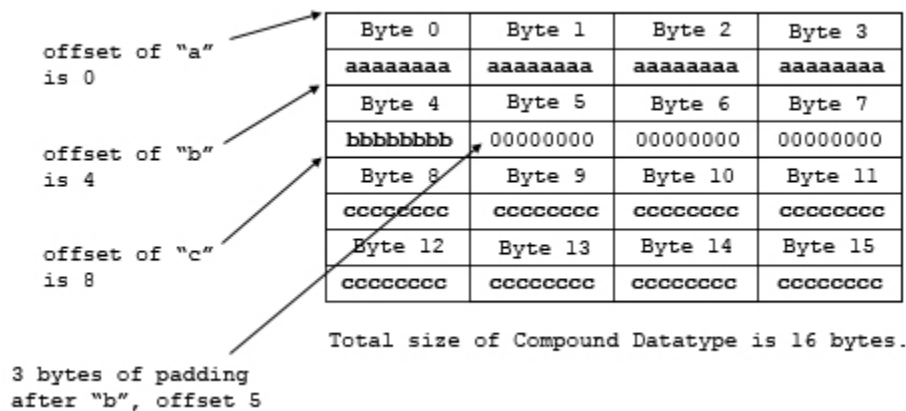 offset of “a”
is 0
offset of “b”
is 4
offset of “c”
is 8
3 bytes of padding
after “b”, offset 5
Byte 0 Byte 1 Byte 2 Byte 3
aaaaaaaa aaaaaaaa aaaaaaaa aaaaaaaa
Byte 4 Byte 5 Byte 6 Byte 7
bbbbbbbb 00000000 00000000 00000000
Byte 8 Byte 9 Byte 10 Byte 11
cccccccc cccccccc cccccccc cccccccc
Byte 12 Byte 13 Byte 14 Byte 15
cccccccc cccccccc cccccccc cccccccc
Total size of Compound Datatype is 16 bytes.